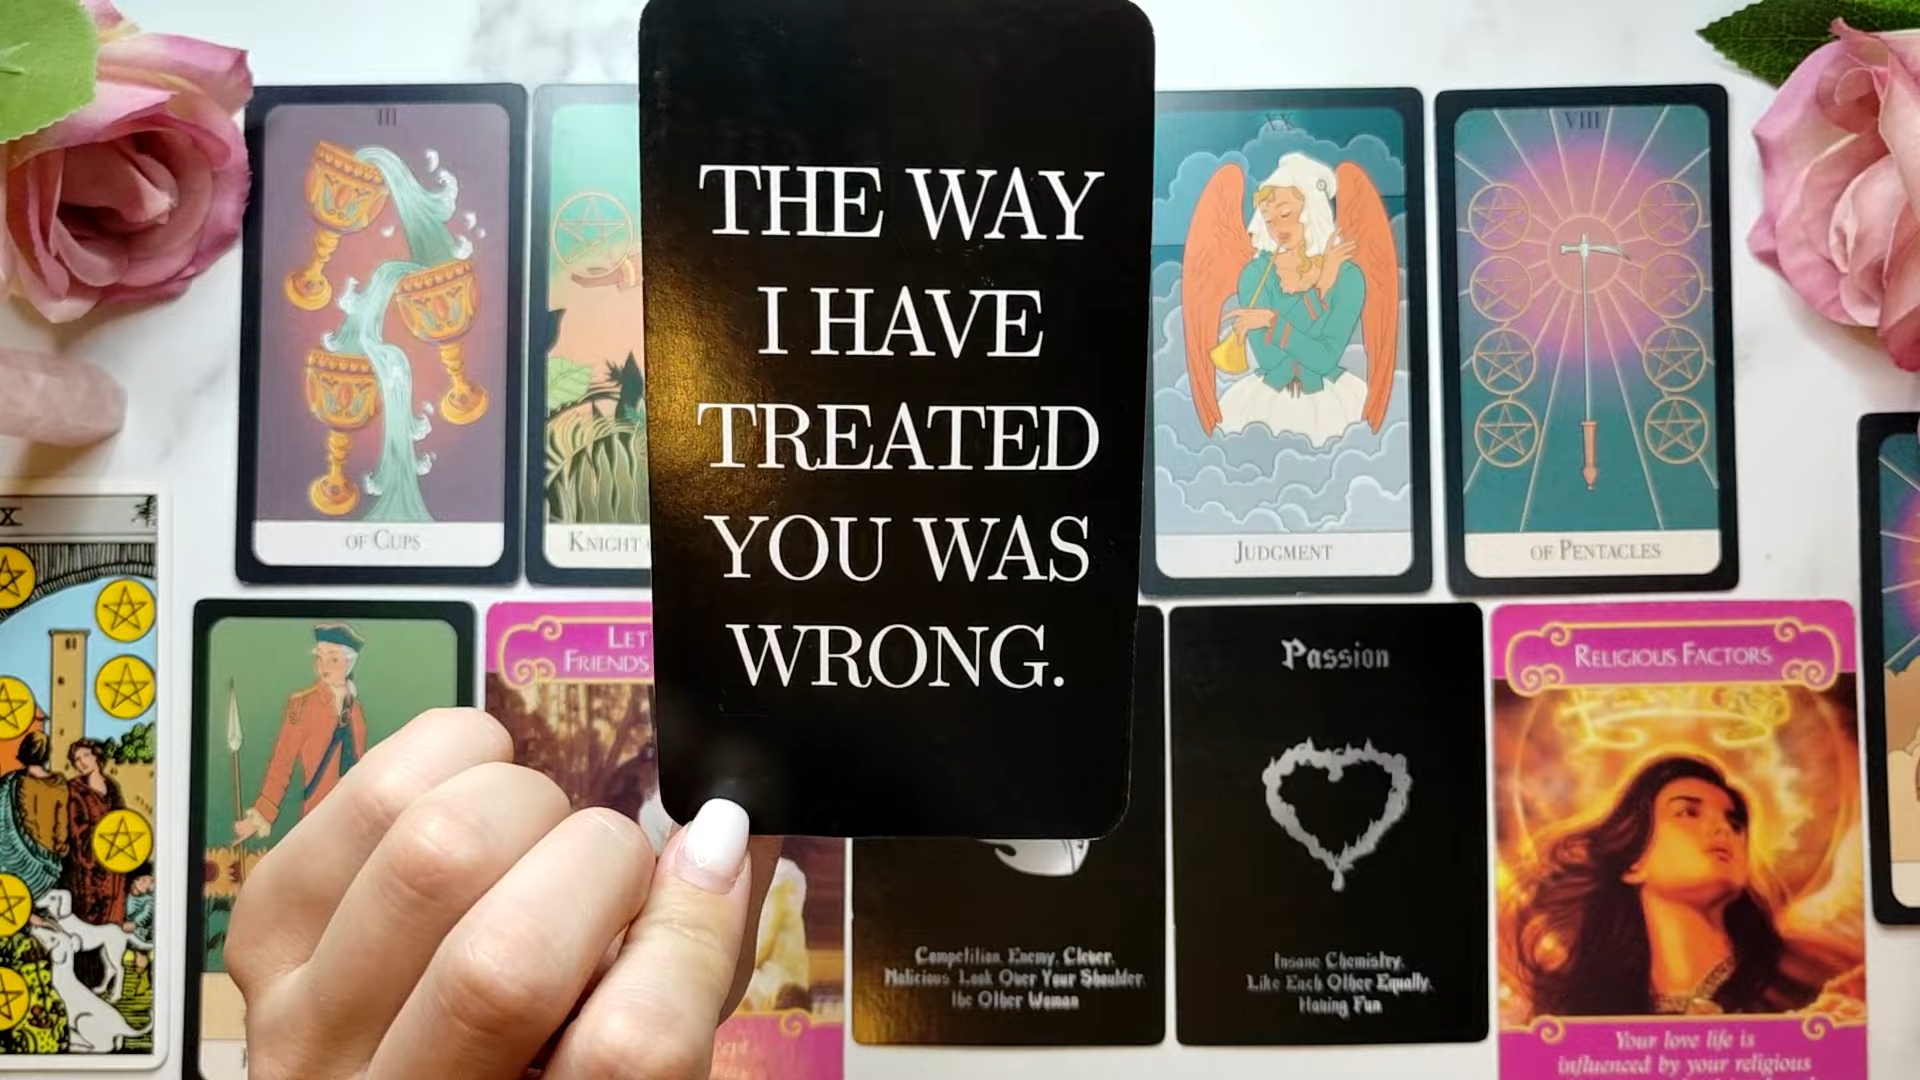 III
XX
VIII
THE WAY
I HAVE
TREATED
YOU WAS
WRONG.
OF CUPS
KNIGHT
JUDGMENT
OF PENTACLES
X
LET
FRIENDS
Passion
RELIGIOUS FACTORS
Competition, Enemy, Clever,
Malicious, Look Over Your Shoulder,
The Other Woman
Insane Chemistry,
Like Each Other Equally,
Having Fun
Your love life is
influenced by your religious